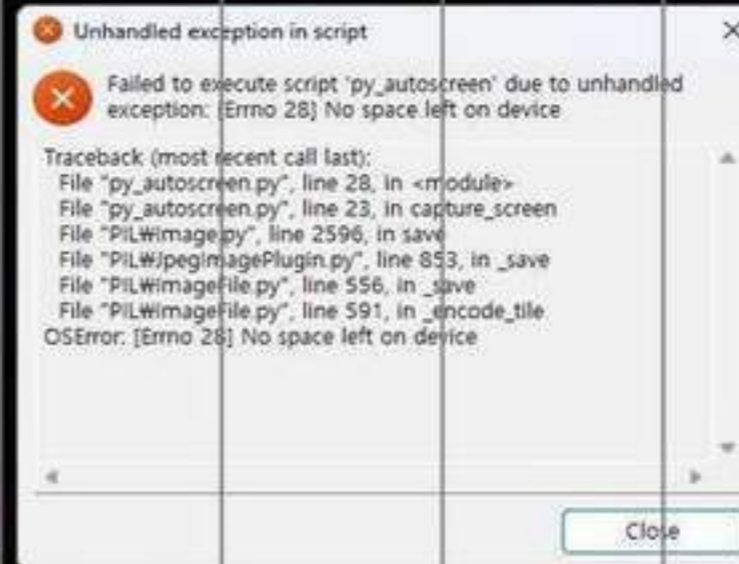 Unhandled exception in script
Failed to execute script 'py_autoscreen' due to unhandled
exception: [Errno 28] No space left on device
Traceback (most recent call last):
File "py_autoscreen.py", line 28, in <module>
File "py_autoscreen.py", line 23, in capture_screen
File "PIL₩Image.py", line 2596, in save
File "PIL₩JpegImagePlugin.py", line 853, in _save
File "PIL₩ImageFile.py", line 556, in _save
File "PIL₩ImageFile.py", line 591, in _encode_tile
OSError: [Errno 28] No space left on device
Close